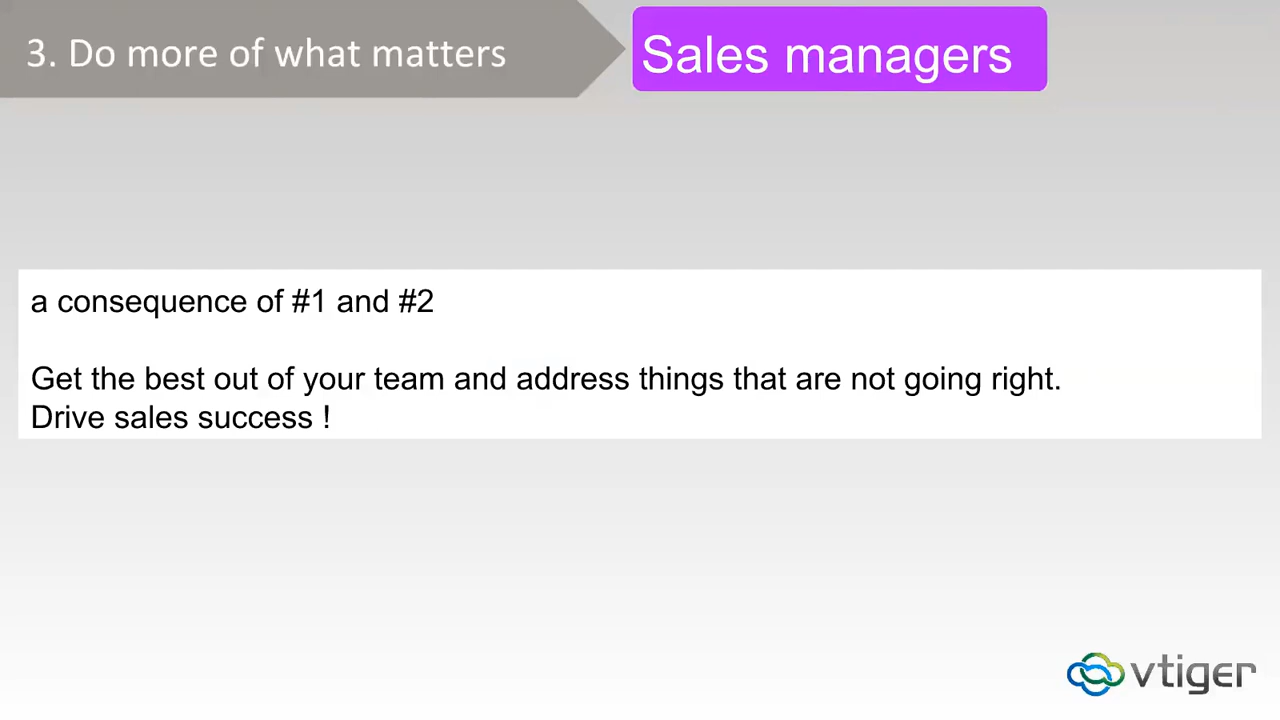 3. Do more of what matters
Sales managers
a consequence of #1 and #2
Get the best out of your team and address things that are not going right.
Drive sales success !
vtiger